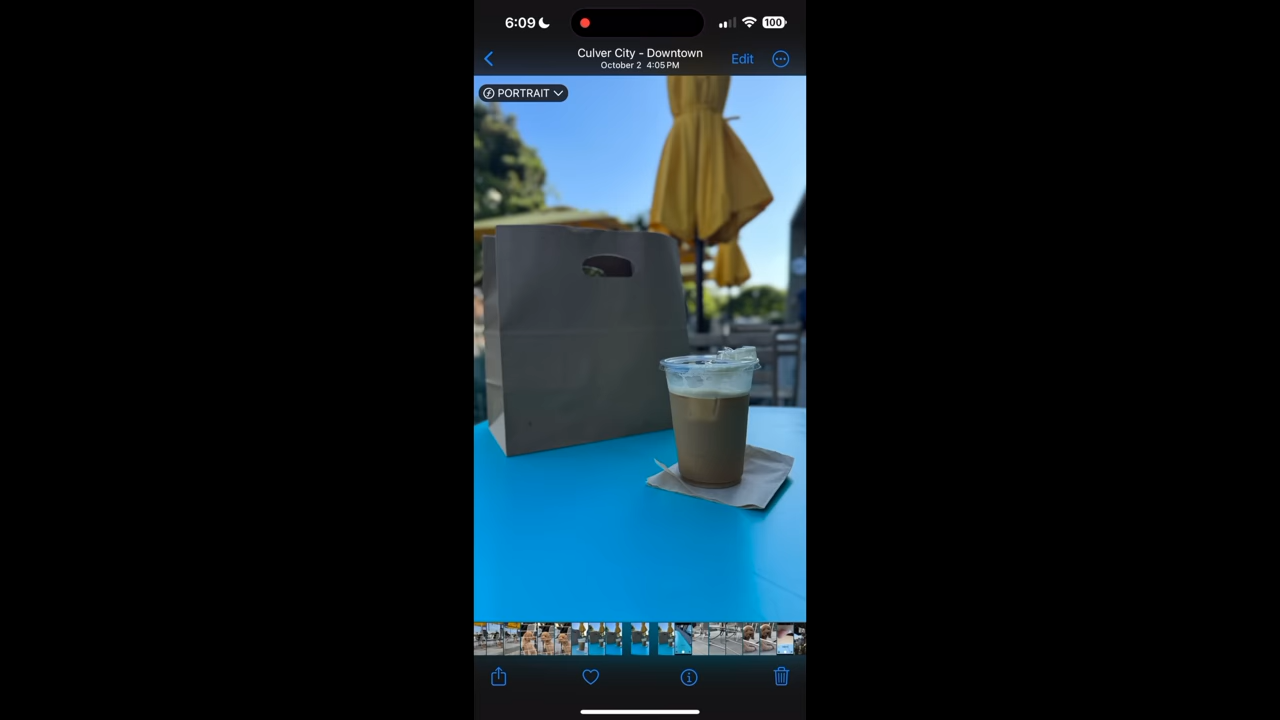 6:09
100
Culver City - Downtown
October 2 4:05 PM
Edit
PORTRAIT